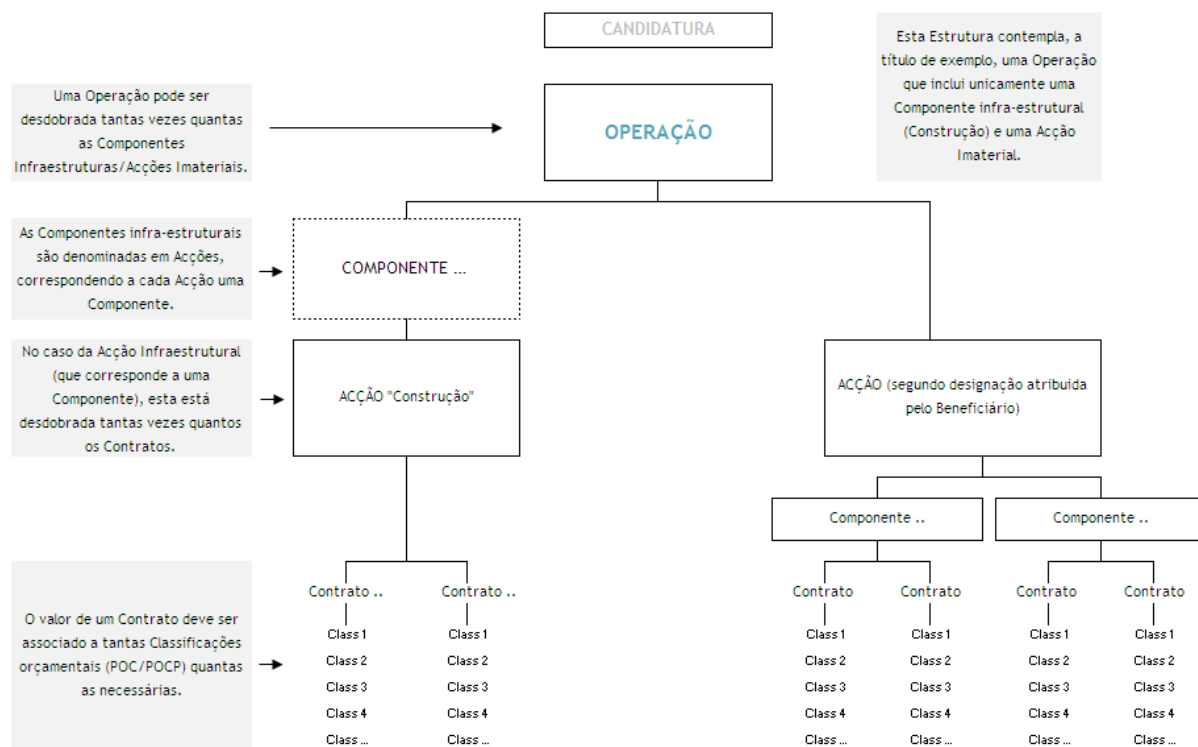 CANDIDATURA
Esta Estrutura contempla, a
título de exemplo, uma Operação
que inclui unicamente uma
Componente infra-estrutural
(Construção) e uma Acção
Imaterial.
Uma Operação pode ser
desdobrada tantas vezes quantas
as Componentes
Infraestruturas/Acções Imateriais.
OPERAÇÃO
As Componentes infra-estruturais
são denominadas em Acções,
correspondendo a cada Acção uma
Componente.
COMPONENTE ...
No caso da Acção Infraestrutural
(que corresponde a uma
Componente), esta está
desdobrada tantas vezes quantos
os Contratos.
ACÇÃO "Construção"
ACÇÃO (segundo designação atribuida
pelo Beneficiário)
Componente ..
Componente ..
O valor de um Contrato deve ser
associado a tantas Classificações
orçamentais (POC/POCP) quantas
as necessárias.
Contrato ..
Class 1
Class 2
Class 3
Class 4
Class ...
Contrato ..
Class 1
Class 2
Class 3
Class 4
Class ...
Contrato
Class 1
Class 2
Class 3
Class 4
Class ...
Contrato
Class 1
Class 2
Class 3
Class 4
Class ...
Contrato
Class 1
Class 2
Class 3
Class 4
Class ...
Contrato
Class 1
Class 2
Class 3
Class 4
Class ...